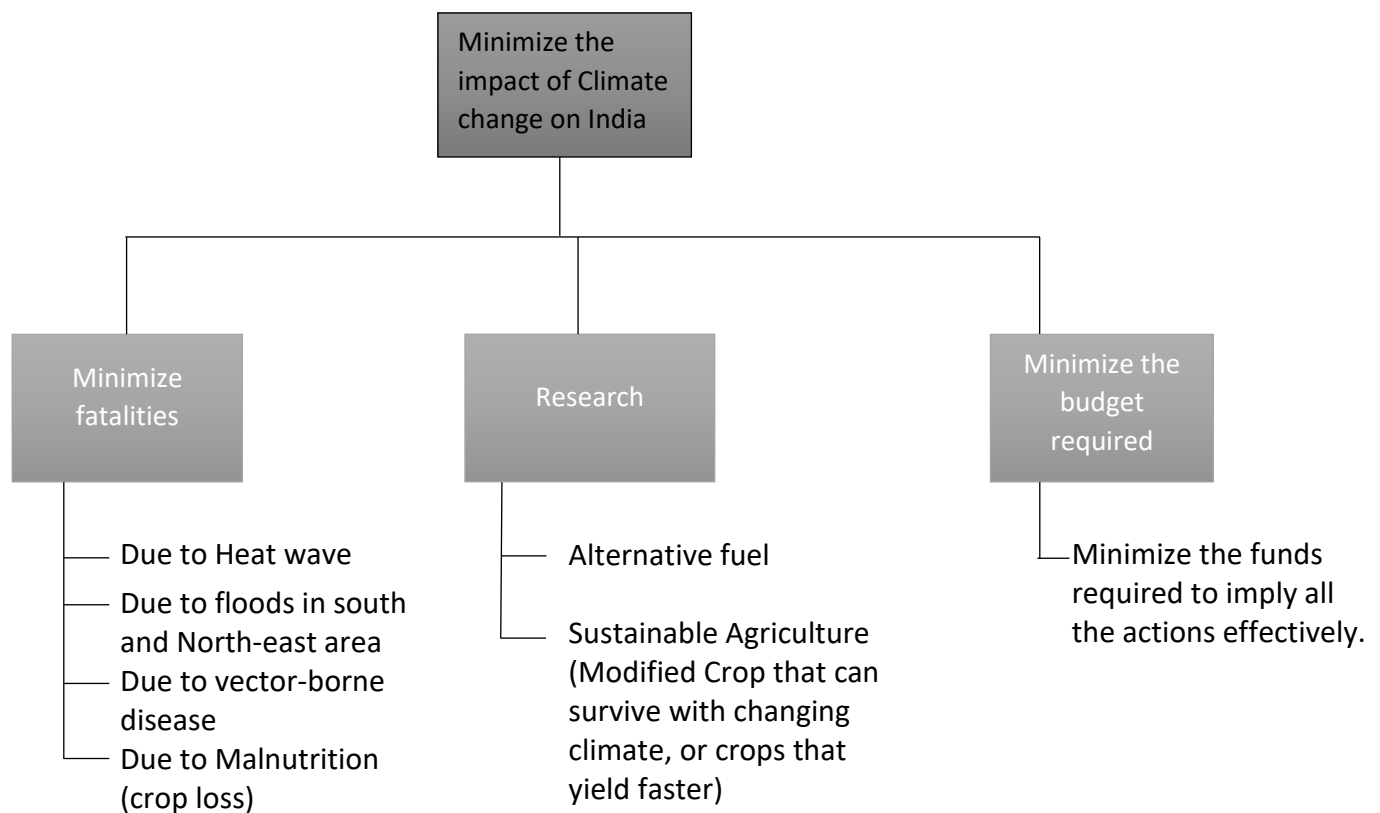 Minimize the
impact of Climate
change on India
Minimize
fatalities
Research
Minimize the
budget
required
Due to Heat wave
Due to floods in south
and North-east area
Due to vector-borne
disease
Due to Malnutrition
(crop loss)
Alternative fuel
Sustainable Agriculture
(Modified Crop that can
survive with changing
climate, or crops that
yield faster)
Minimize the funds
required to imply all
the actions effectively.